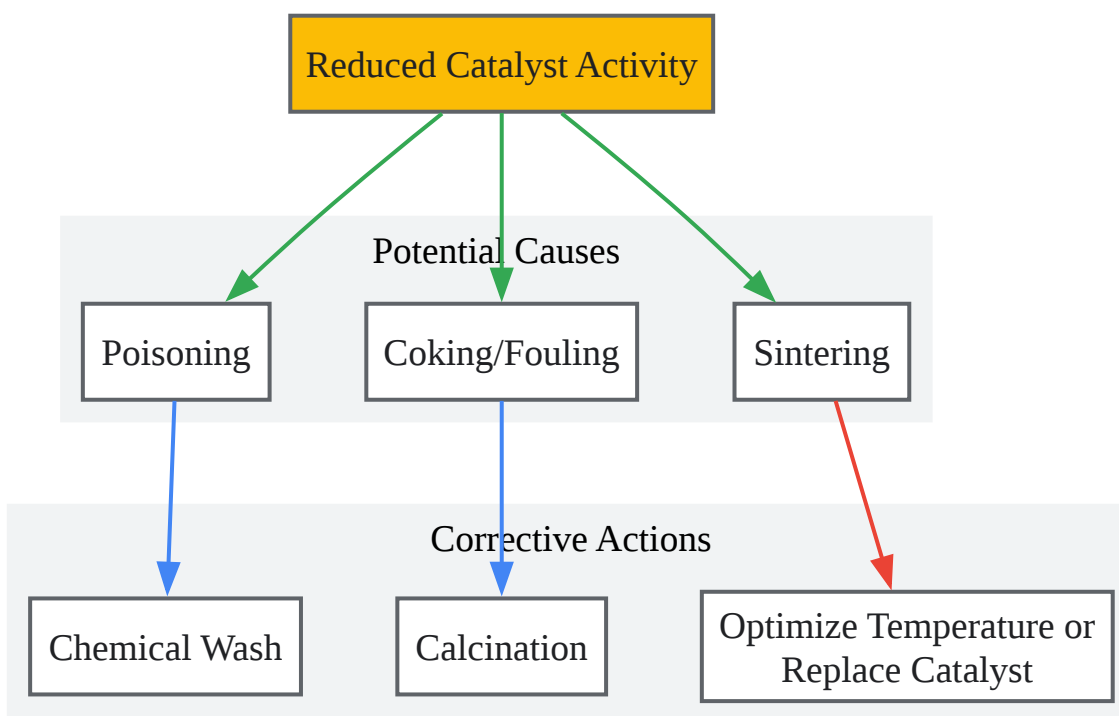 Reduced Catalyst Activity
Potential Causes
Poisoning
Coking/Fouling
Sintering
Corrective Actions
Chemical Wash
Calcination
Optimize Temperature or
Replace Catalyst